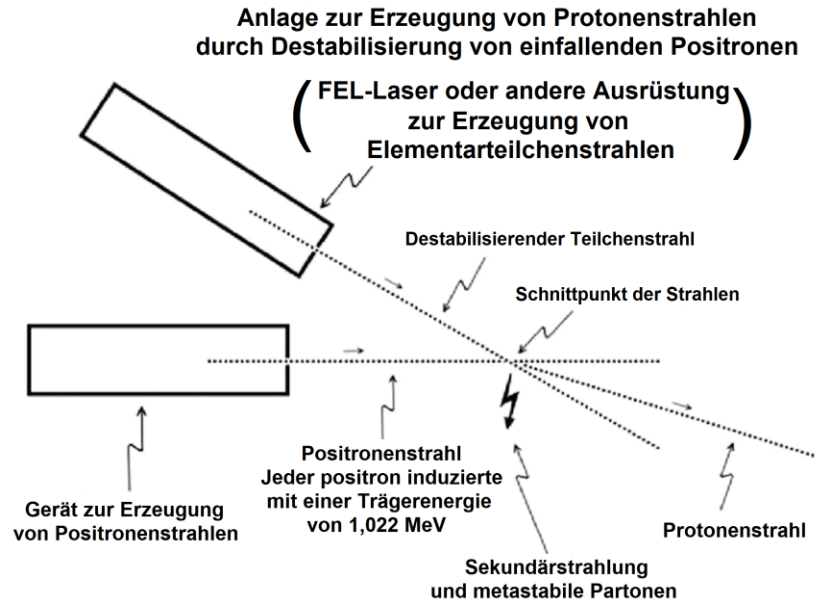 Anlage zur Erzeugung von Protonenstrahlen
durch Destabilisierung von einfallenden Positronen
FEL-Laser oder andere Ausrüstung
zur Erzeugung von
Elementarteilchenstrahlen
Destabilisierender Teilchenstrahl
Schnittpunkt der Strahlen
Positronenstrahl
Jeder positron induzierte
mit einer Trägerenergie
von 1,022 MeV
Gerät zur Erzeugung
von Positronenstrahlen
Protonenstrahl
Sekundärstrahlung
und metastabile Partonen